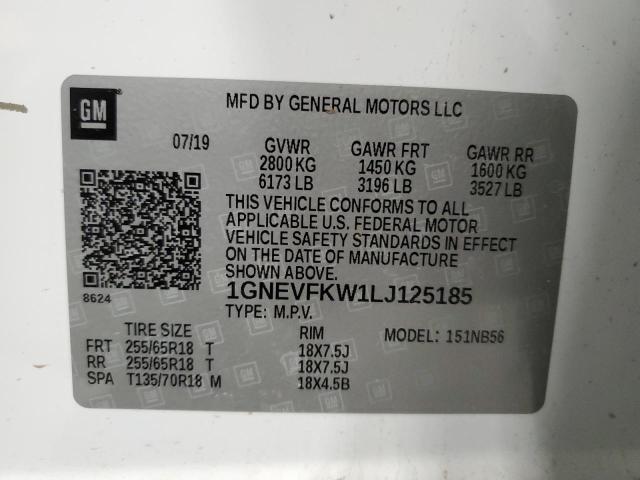 GM
MFD BY GENERAL MOTORS LLC
07/19 GVWR GAWR FRT GAWR RR
2800 KG 1450 KG 1600 KG
6173 LB 3196 LB 3527 LB
THIS VEHICLE CONFORMS TO ALL
APPLICABLE U.S. FEDERAL MOTOR
VEHICLE SAFETY STANDARDS IN EFFECT
ON THE DATE OF MANUFACTURE
SHOWN ABOVE.
8624
1GNEVFKW1LJ125185
TYPE: M.P.V.
TIRE SIZE RIM MODEL: 151NB56
FRT 255/65R18 T 18X7.5J
RR 255/65R18 T 18X7.5J
SPA T135/70R18 M 18X4.5B